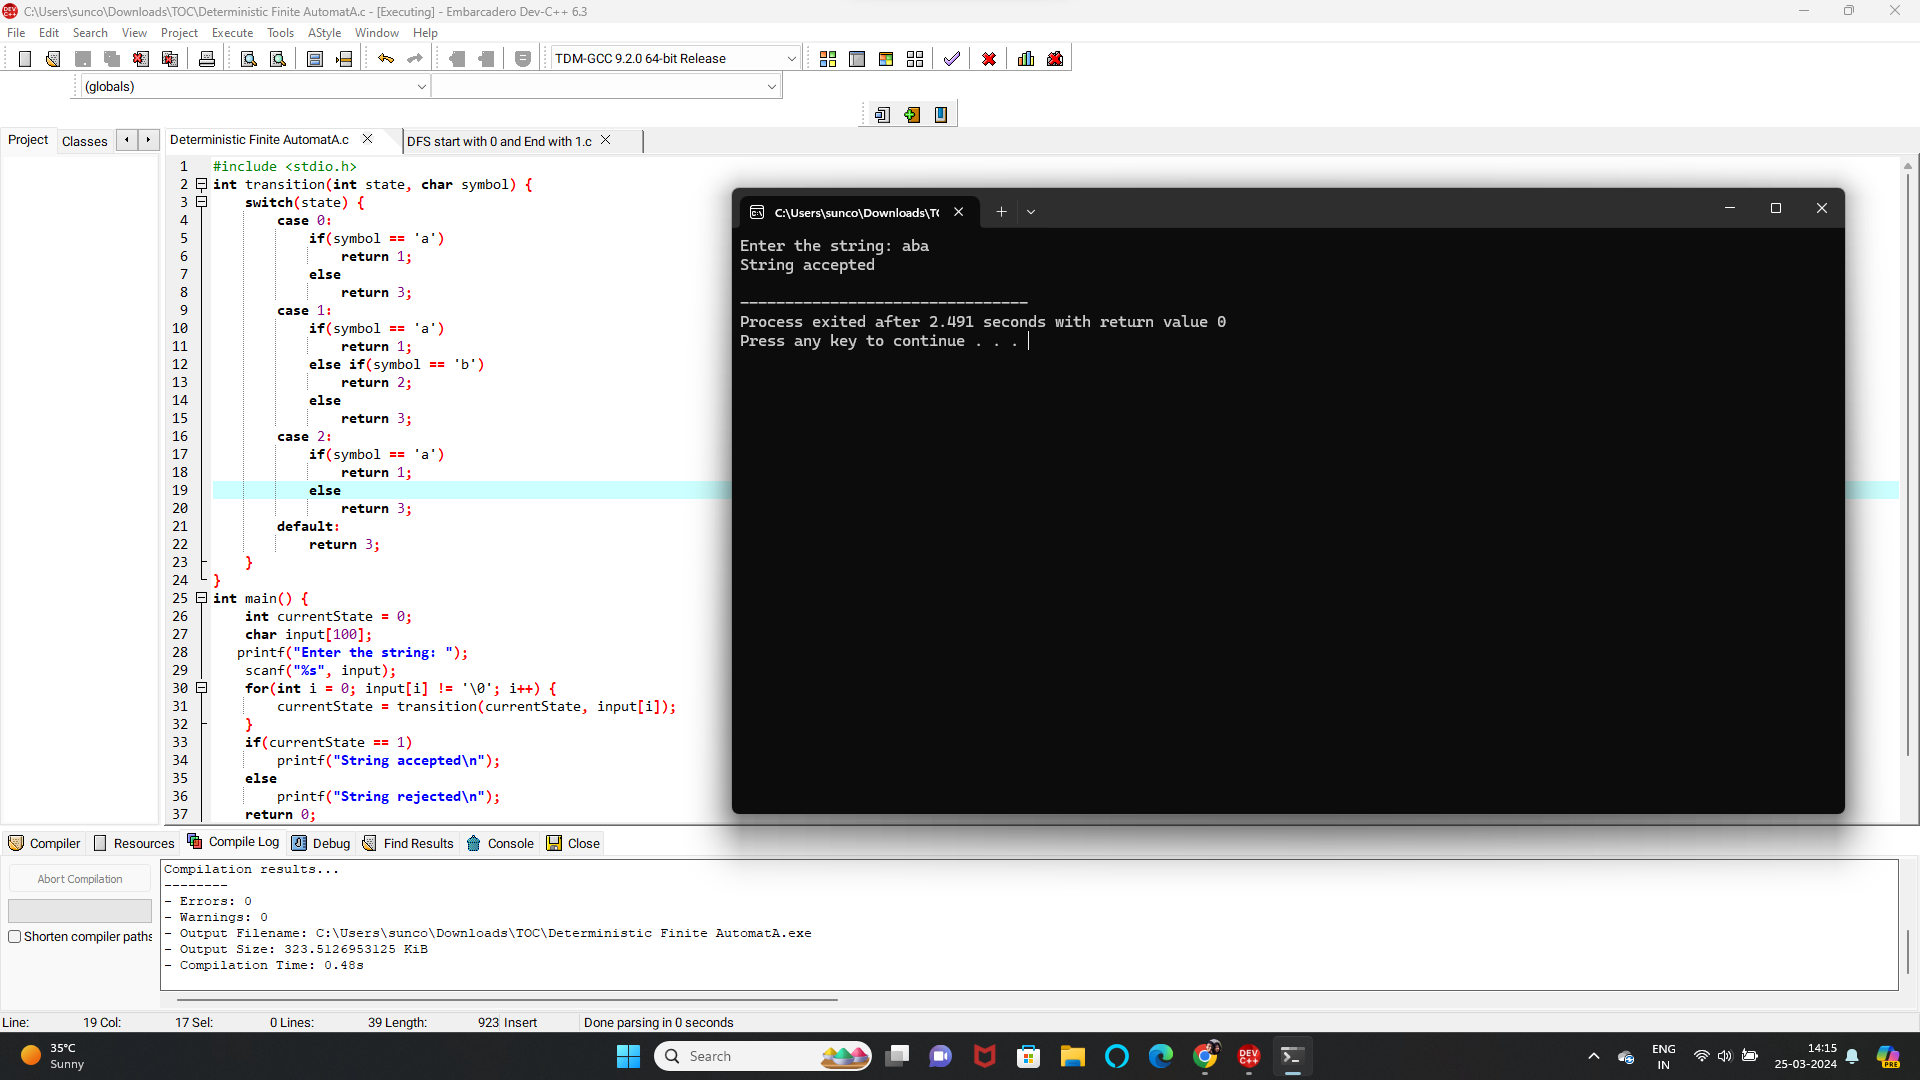 C:\Users\sunco\Downloads\TOC\Deterministic Finite AutomatA.c - [Executing] - Embarcadero Dev-C++ 6.3
File Edit Search View Project Execute Tools AStyle Window Help
TDM-GCC 9.2.0 64-bit Release
(globals)
Project Classes
Deterministic Finite AutomatA.c DFS start with 0 and End with 1.c
1 #include <stdio.h>
2 int transition(int state, char symbol) {
3 switch(state) {
4 case 0:
5 if(symbol == 'a')
6 return 1;
7 else
8 return 3;
9 case 1:
10 if(symbol == 'a')
11 return 1;
12 else if(symbol == 'b')
13 return 2;
14 else
15 return 3;
16 case 2:
17 if(symbol == 'a')
18 return 1;
19 else
20 return 3;
21 default:
22 return 3;
23 }
24 }
25 int main() {
26 int currentState = 0;
27 char input[100];
28 printf("Enter the string: ");
29 scanf("%s", input);
30 for(int i = 0; input[i] != '\0'; i++) {
31 currentState = transition(currentState, input[i]);
32 }
33 if(currentState == 1)
34 printf("String accepted\n");
35 else
36 printf("String rejected\n");
37 return 0;
C:\Users\sunco\Downloads\TO
Enter the string: aba
String accepted
--------------------------------
Process exited after 2.491 seconds with return value 0
Press any key to continue . . .
Compiler Resources Compile Log Debug Find Results Console Close
Abort Compilation
Shorten compiler paths
Compilation results...
--------
- Errors: 0
- Warnings: 0
- Output Filename: C:\Users\sunco\Downloads\TOC\Deterministic Finite AutomatA.exe
- Output Size: 323.5126953125 KiB
- Compilation Time: 0.48s
Line: 19 Col: 17 Sel: 0 Lines: 39 Length: 923 Insert Done parsing in 0 seconds
35°C
Sunny
Search
DEV C++
ENG
IN
14:15
25-03-2024
PRE